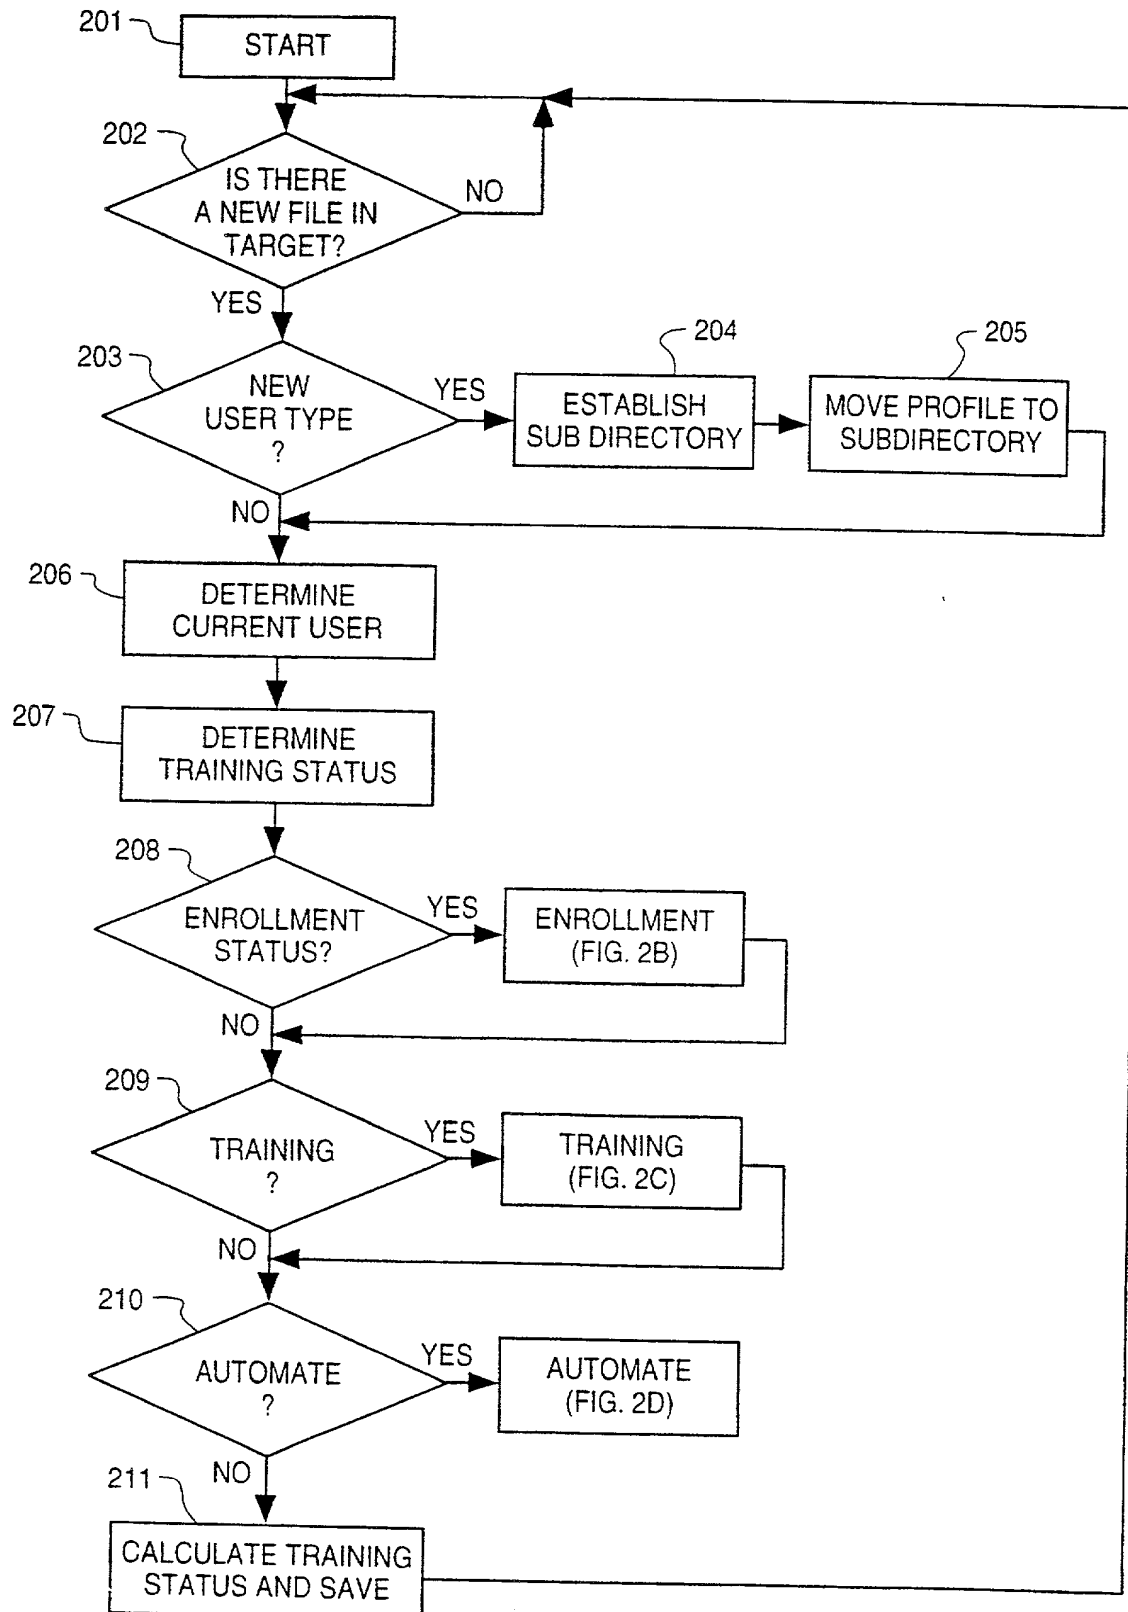 201
START
202
IS THERE
A NEW FILE IN
TARGET?
NO
YES
203
NEW
USER TYPE
?
YES
204
ESTABLISH
SUB DIRECTORY
205
MOVE PROFILE TO
SUBDIRECTORY
NO
206
DETERMINE
CURRENT USER
207
DETERMINE
TRAINING STATUS
208
ENROLLMENT
STATUS?
YES
ENROLLMENT
(FIG. 2B)
NO
209
TRAINING
?
YES
TRAINING
(FIG. 2C)
NO
210
AUTOMATE
?
YES
AUTOMATE
(FIG. 2D)
NO
211
CALCULATE TRAINING
STATUS AND SAVE